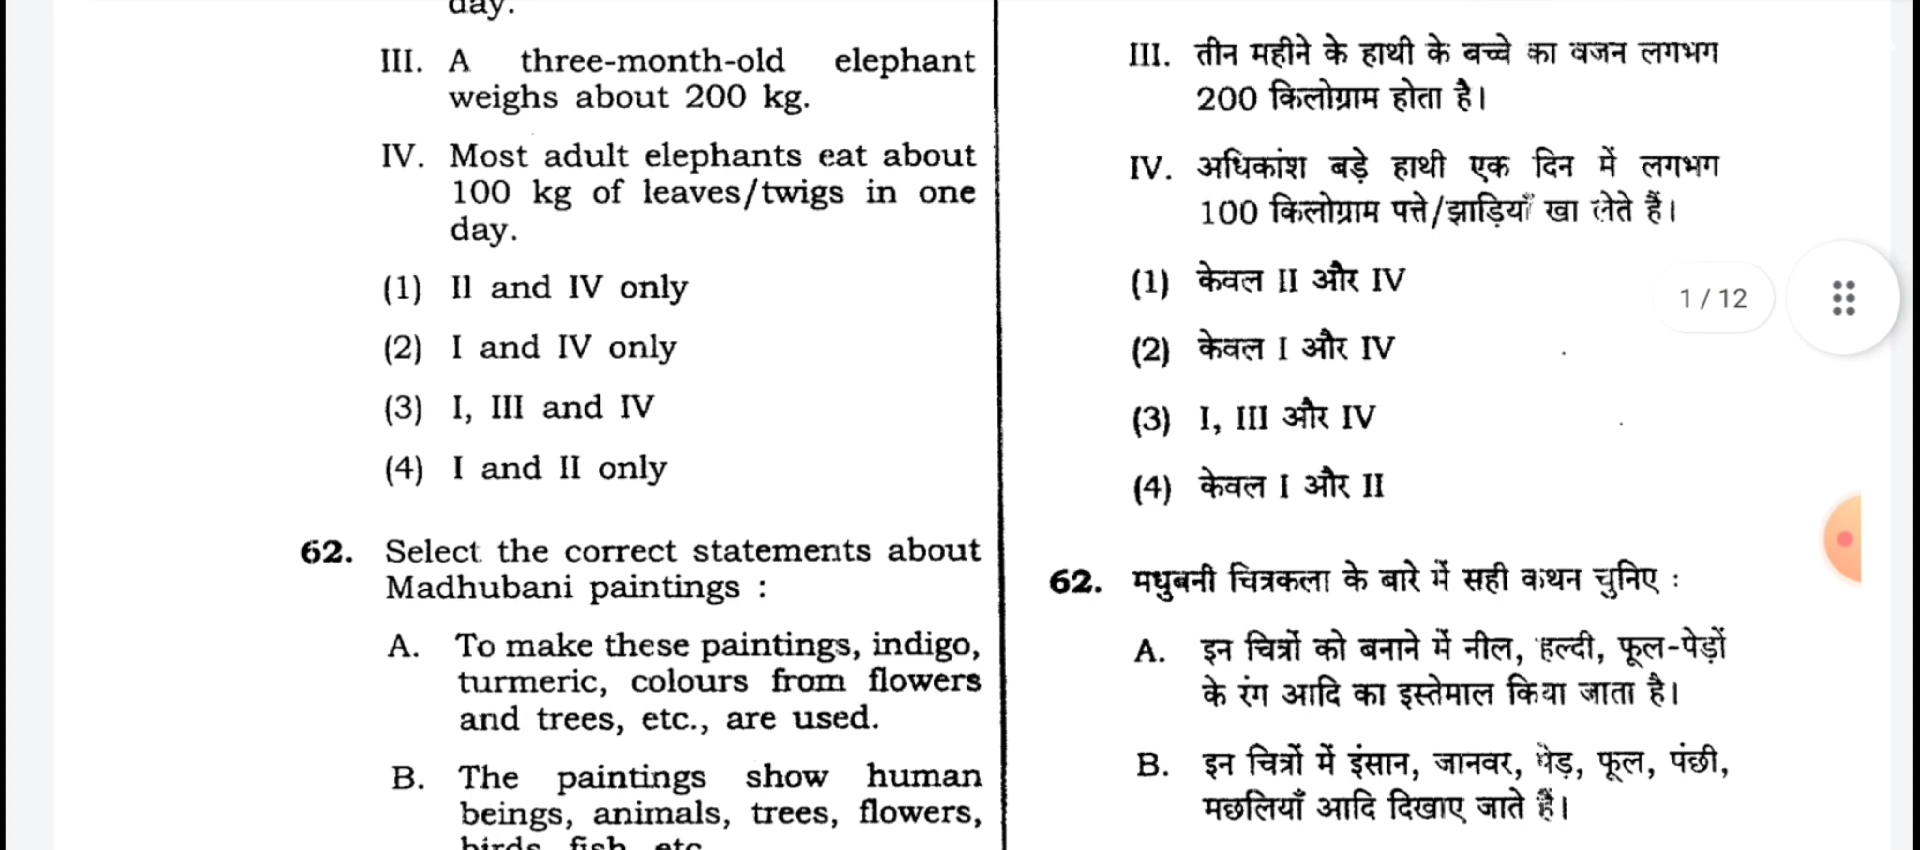 day.
III. A three-month-old elephant
weighs about 200 kg.
IV. Most adult elephants eat about
100 kg of leaves/twigs in one
day.
(1) II and IV only
(2) I and IV only
(3) I, III and IV
(4) I and II only
62. Select the correct statements about
Madhubani paintings :
A. To make these paintings, indigo,
turmeric, colours from flowers
and trees, etc., are used.
B. The paintings show human
beings, animals, trees, flowers,
birds, fish, etc.
III. तीन महीने के हाथी के बच्चे का वजन लगभग
200 किलोग्राम होता है।
IV. अधिकांश बड़े हाथी एक दिन में लगभग
100 किलोग्राम पत्ते/झाड़ियाँ खा लेते हैं।
(1) केवल II और IV
(2) केवल I और IV
(3) I, III और IV
(4) केवल I और II
62. मधुबनी चित्रकला के बारे में सही कथन चुनिए :
A. इन चित्रों को बनाने में नील, हल्दी, फूल-पेड़ों
के रंग आदि का इस्तेमाल किया जाता है।
B. इन चित्रों में इंसान, जानवर, पेड़, फूल, पंछी,
मछलियाँ आदि दिखाए जाते हैं।
1 / 12